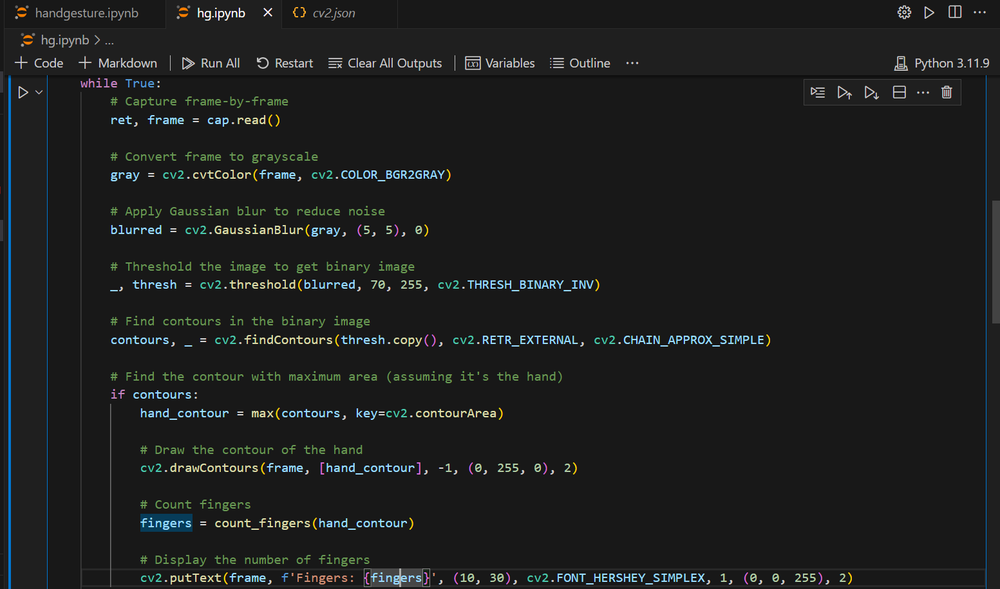 handgesture.ipynb
hg.ipynb
cv2.json
hg.ipynb > ...
Code
Markdown
Run All
Restart
Clear All Outputs
Variables
Outline
...
Python 3.11.9
while True:
# Capture frame-by-frame
ret, frame = cap.read()
# Convert frame to grayscale
gray = cv2.cvtColor(frame, cv2.COLOR_BGR2GRAY)
# Apply Gaussian blur to reduce noise
blurred = cv2.GaussianBlur(gray, (5, 5), 0)
# Threshold the image to get binary image
_, thresh = cv2.threshold(blurred, 70, 255, cv2.THRESH_BINARY_INV)
# Find contours in the binary image
contours, _ = cv2.findContours(thresh.copy(), cv2.RETR_EXTERNAL, cv2.CHAIN_APPROX_SIMPLE)
# Find the contour with maximum area (assuming it's the hand)
if contours:
hand_contour = max(contours, key=cv2.contourArea)
# Draw the contour of the hand
cv2.drawContours(frame, [hand_contour], -1, (0, 255, 0), 2)
# Count fingers
fingers = count_fingers(hand_contour)
# Display the number of fingers
cv2.putText(frame, f'Fingers: {fingers}', (10, 30), cv2.FONT_HERSHEY_SIMPLEX, 1, (0, 0, 255), 2)